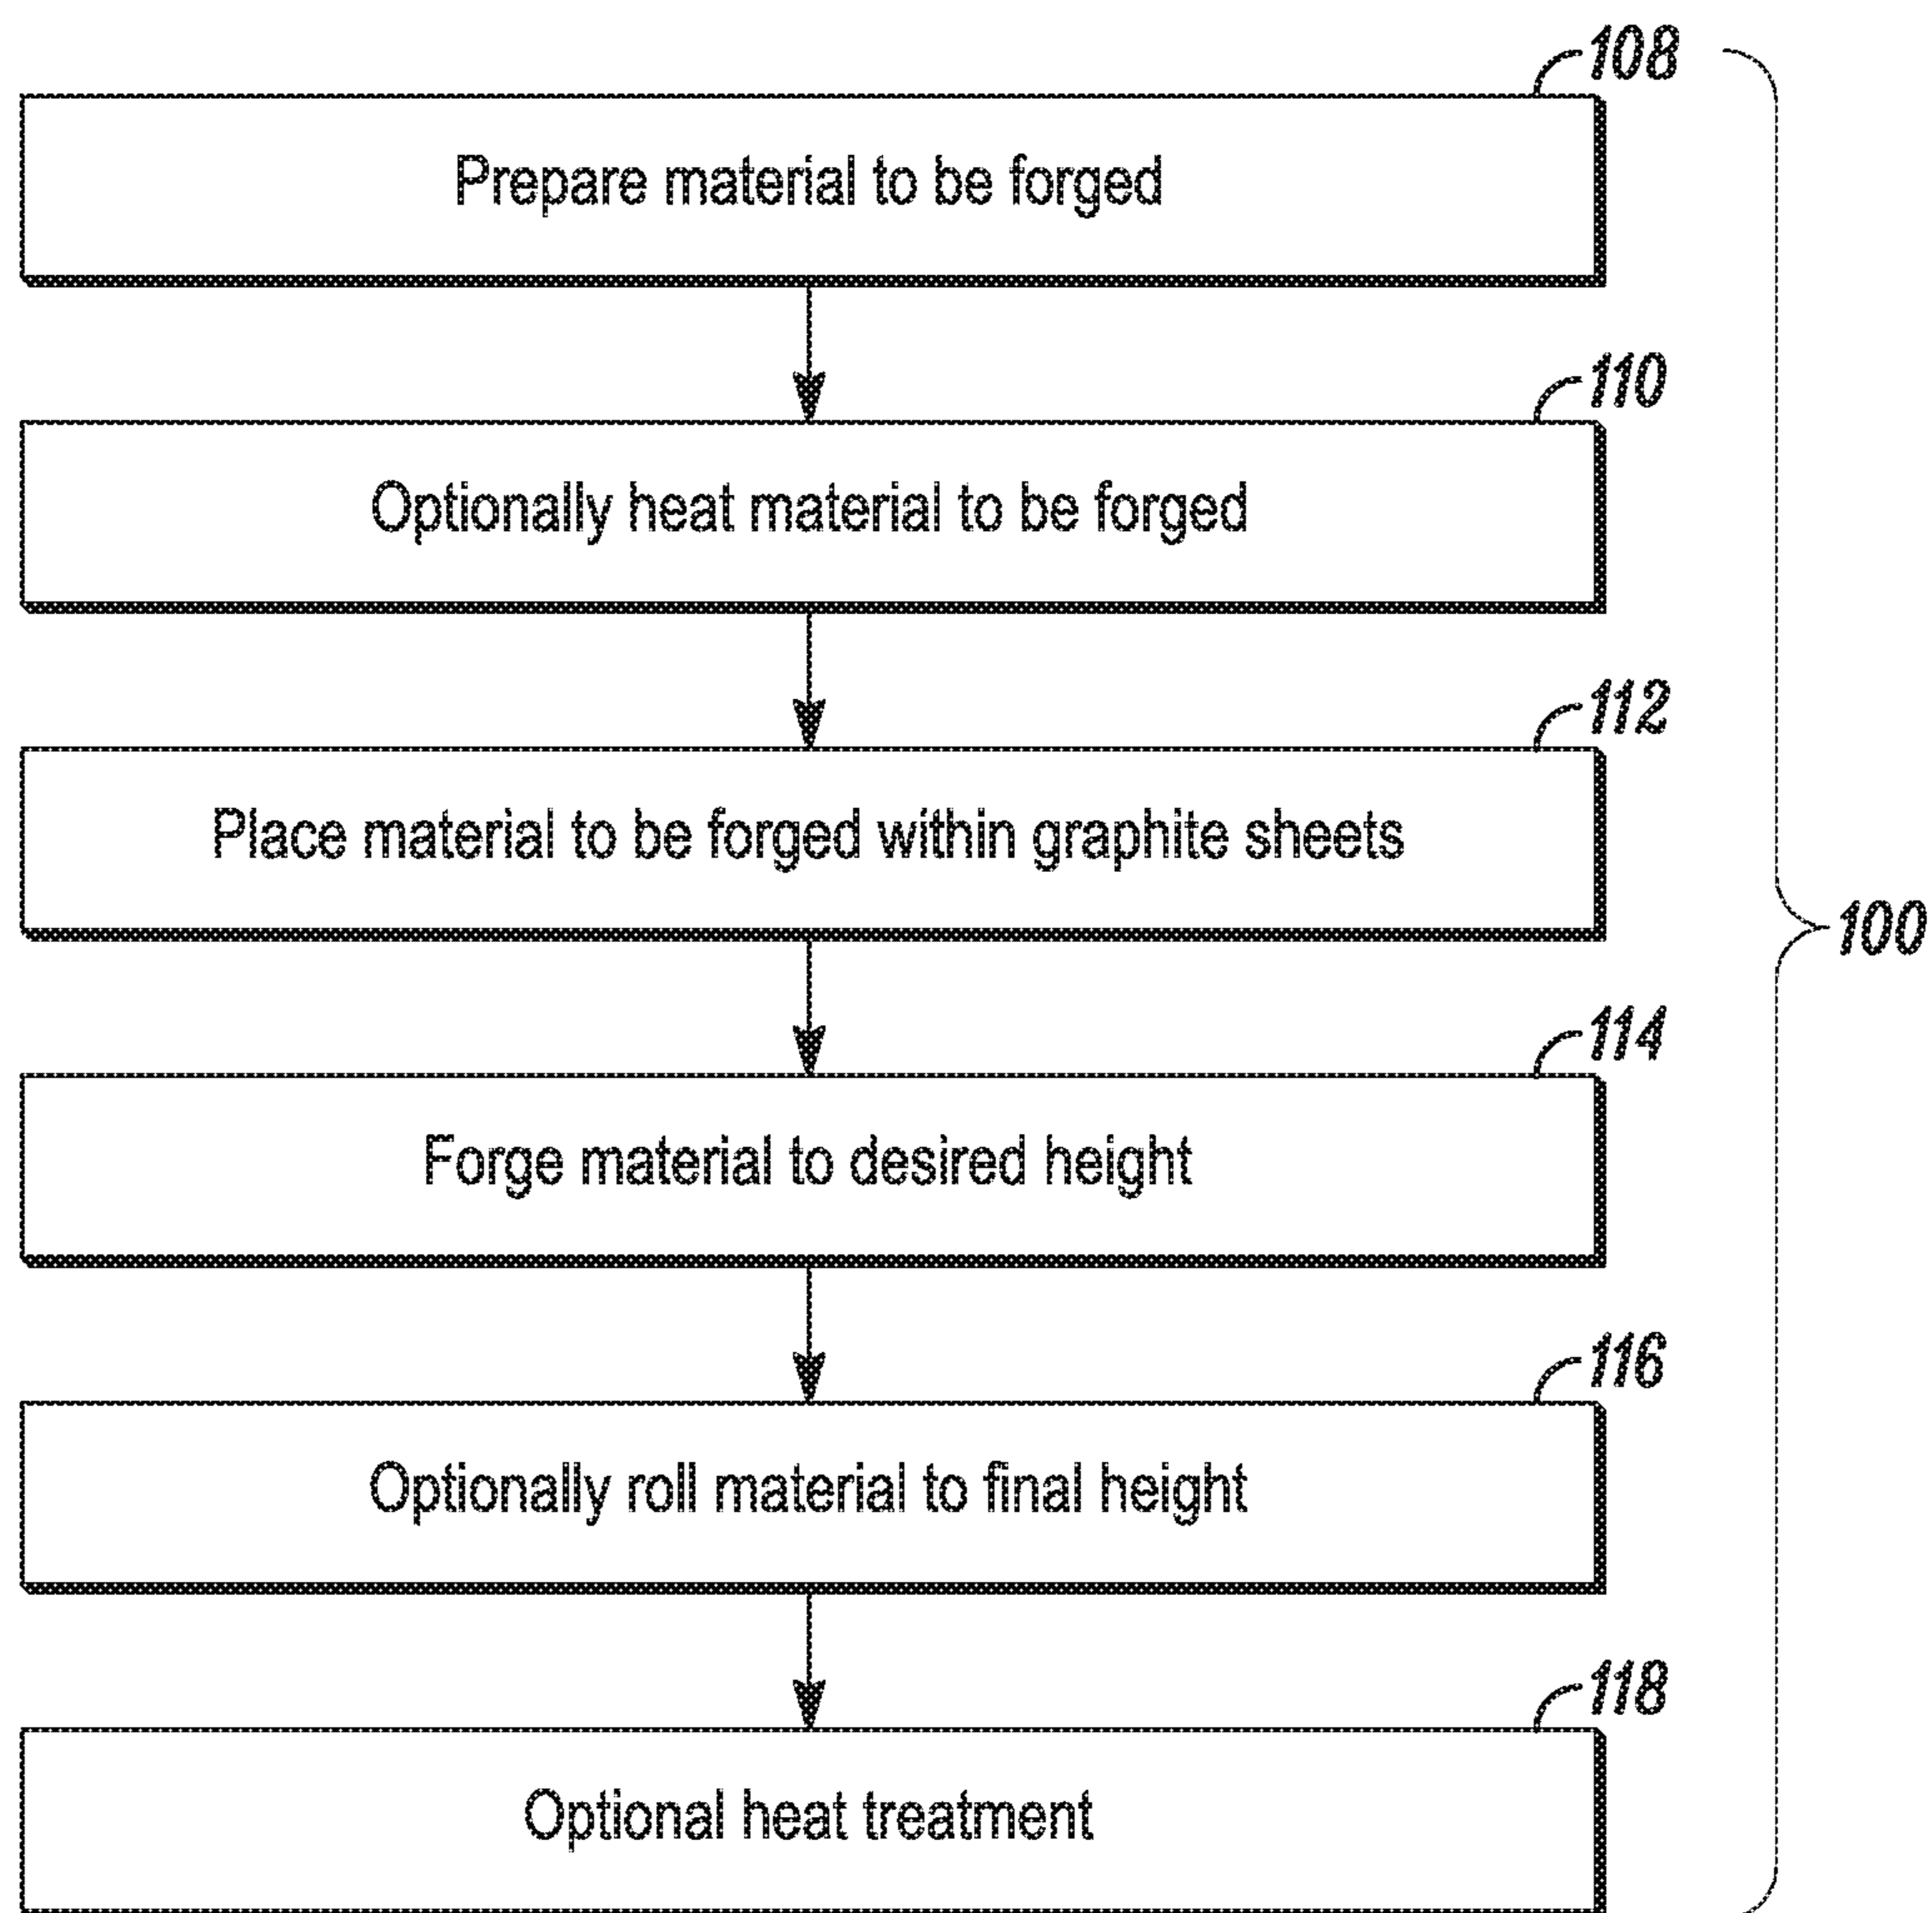 108
Prepare material to be forged
110
Optionally heat material to be forged
112
Place material to be forged within graphite sheets
100
114
Forge material to desired height
116
Optionally roll material to final height
118
Optional heat treatment